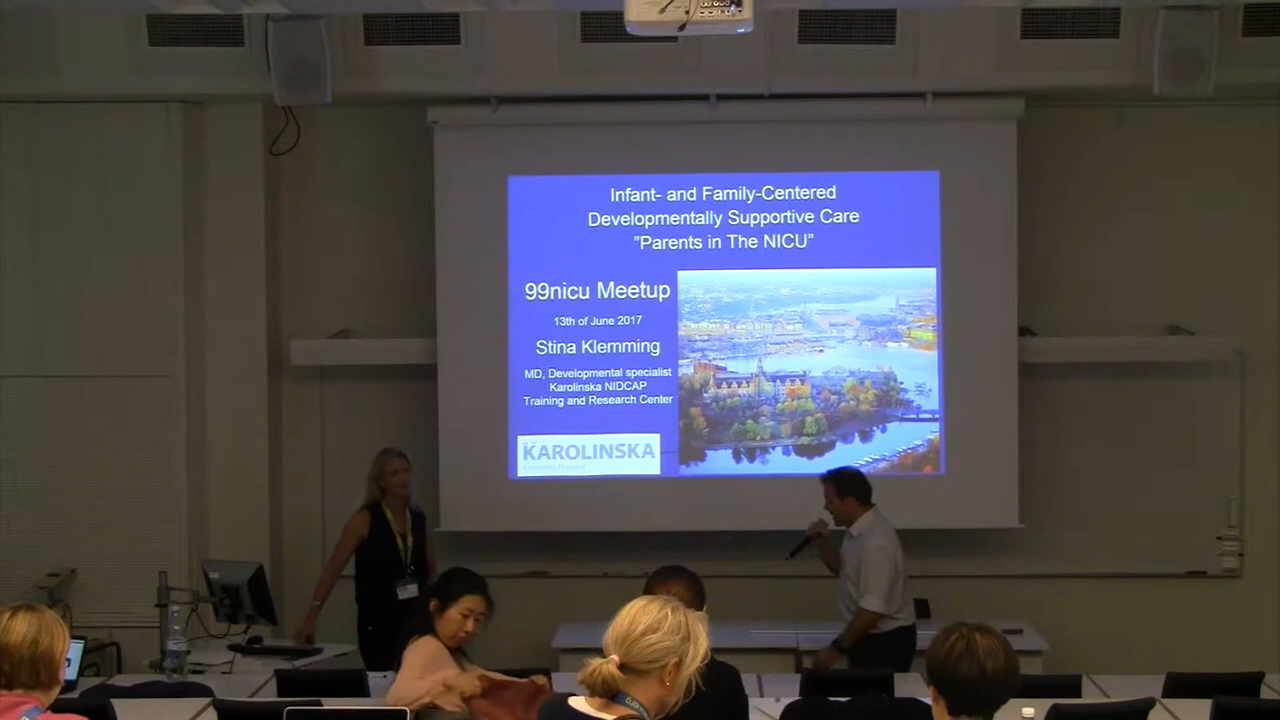 Infant- and Family-Centered
Developmentally Supportive Care
"Parents in The NICU"
99nicu Meetup
13th of June 2017
Stina Klemming
MD, Developmental specialist
Karolinska NIDCAP
Training and Research Center
KAROLINSKA